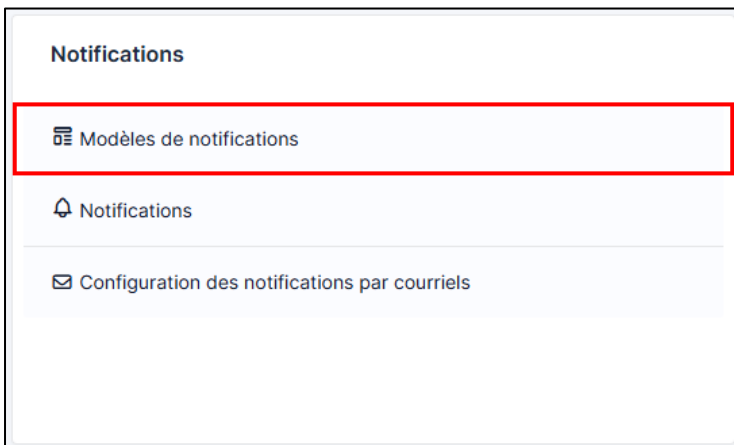 Notifications
Modèles de notifications
Notifications
Configuration des notifications par courriels